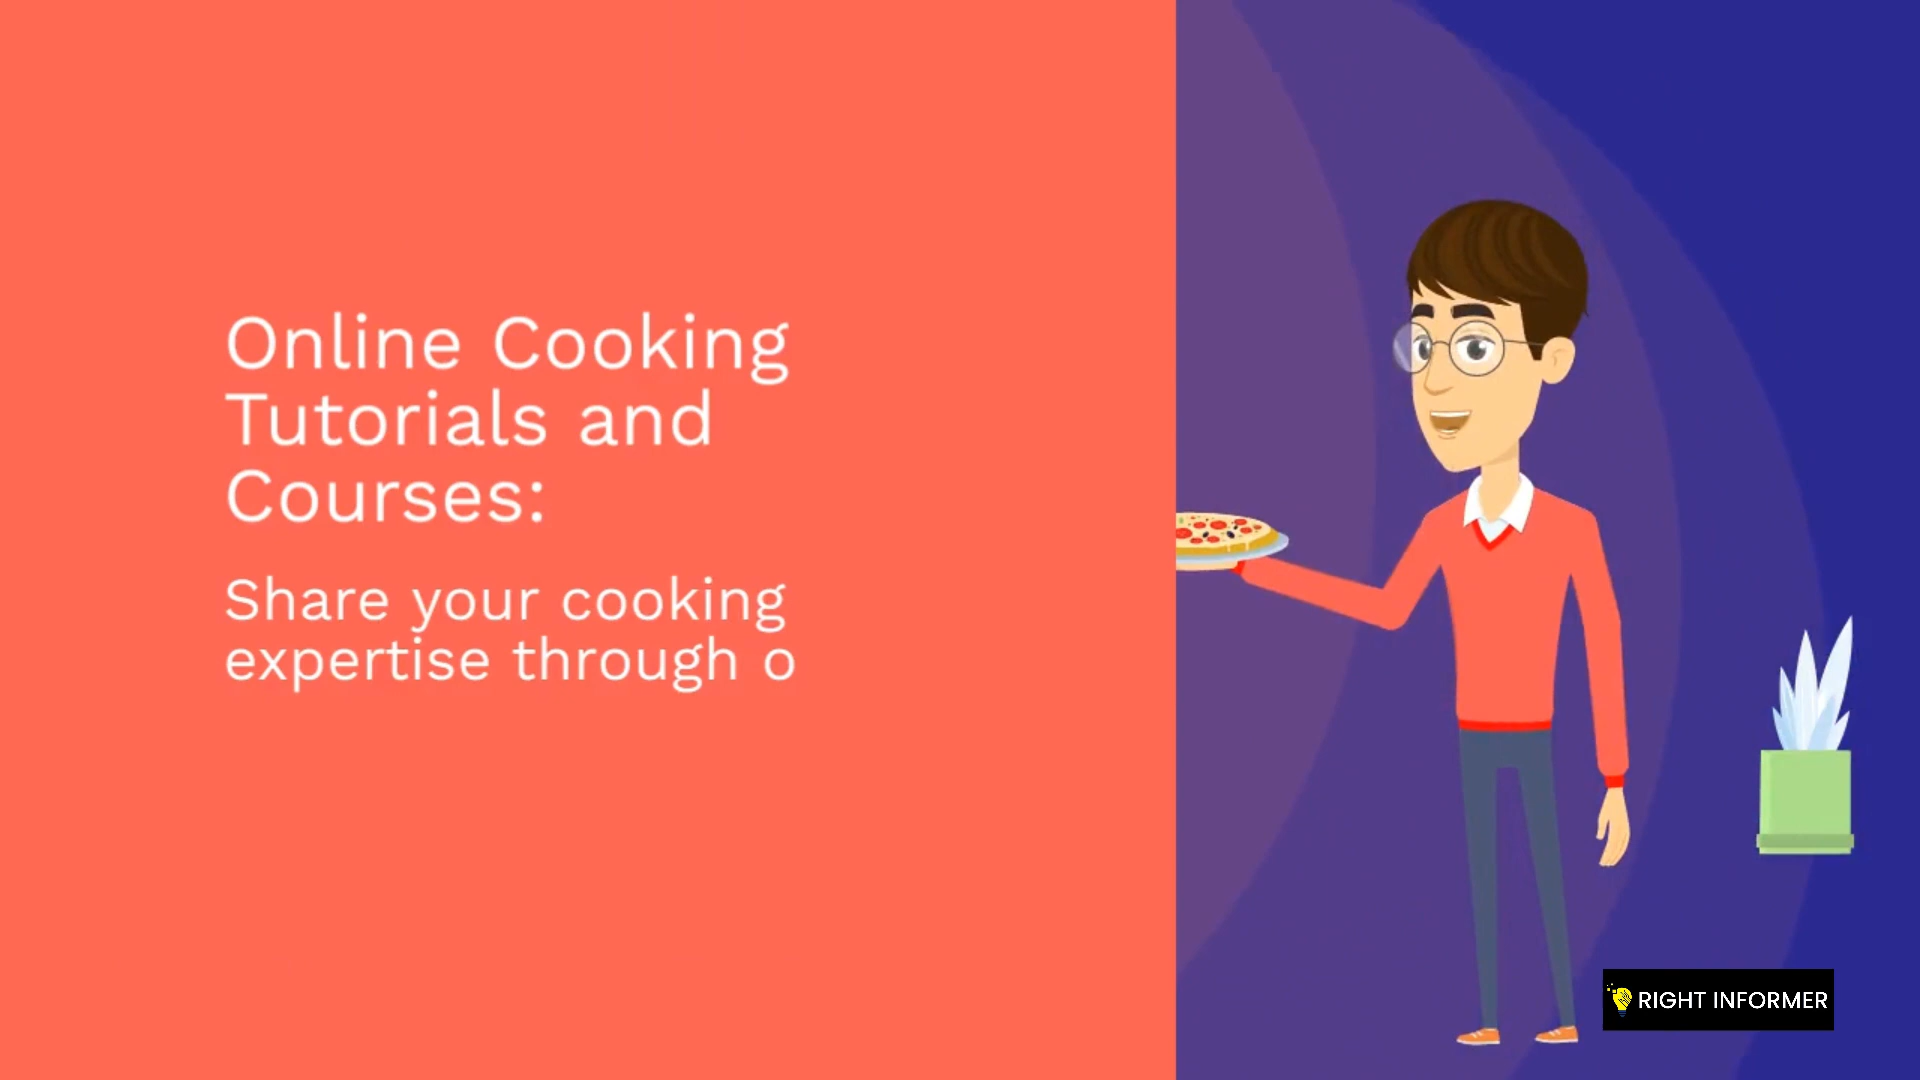 Online Cooking
Tutorials and
Courses:
Share your cooking
expertise through o
RIGHT INFORMER